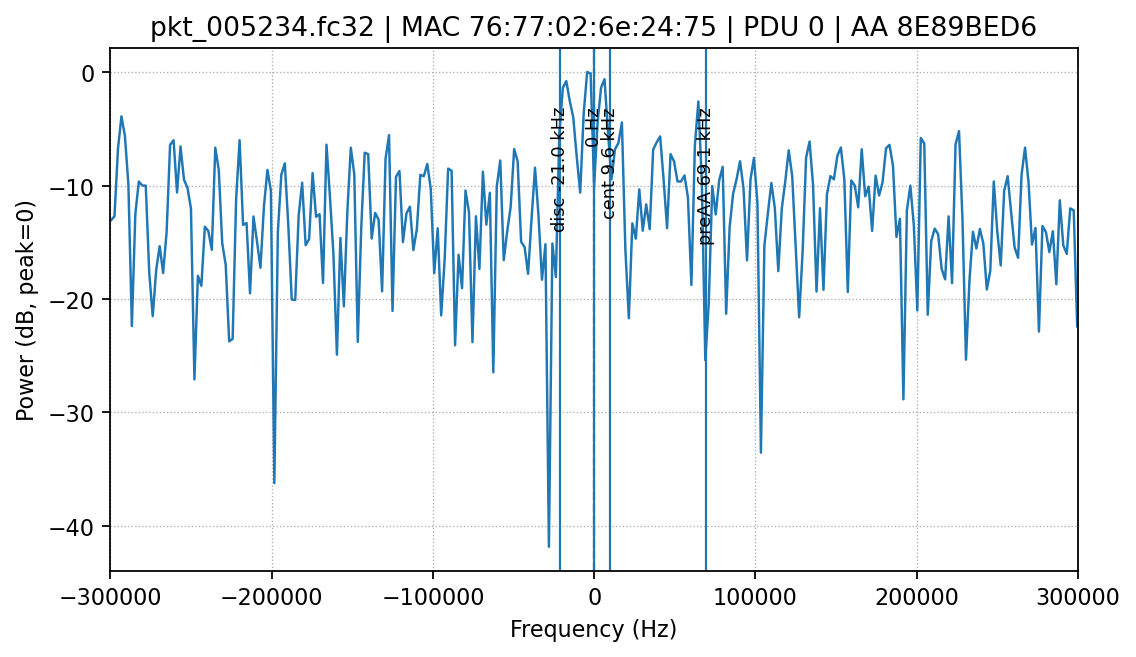 pkt_005234.fc32 | MAC 76:77:02:6e:24:75 | PDU 0 | AA 8E89BED6
Power (dB, peak=0)
0
−10
−20
−30
−40
disc -21.0 kHz
0 Hz
cent 9.6 kHz
preAA 69.1 kHz
−300000 −200000 −100000 0 100000 200000 300000
Frequency (Hz)